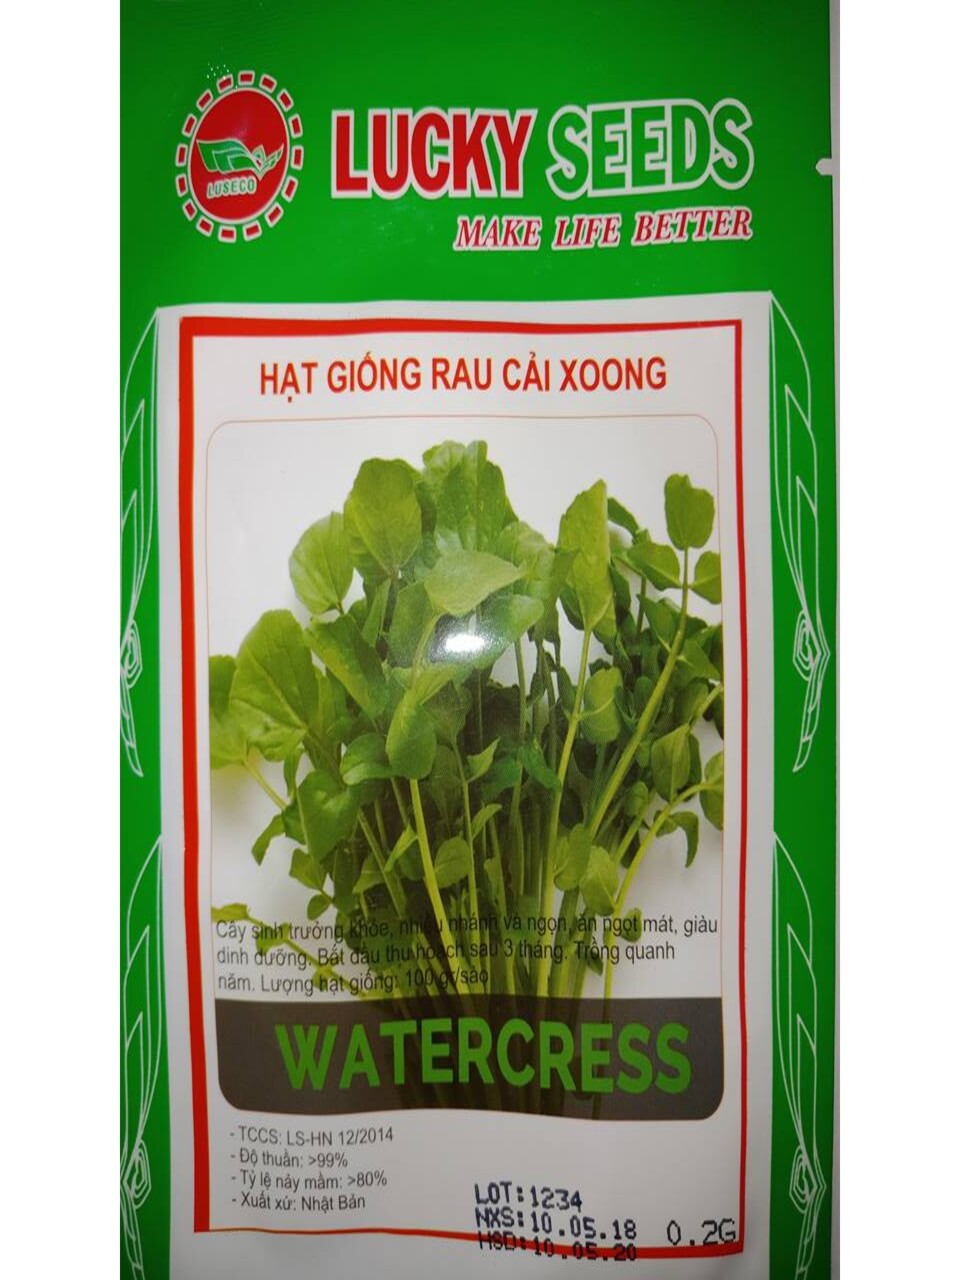 LUSECO
LUCKY SEEDS
MAKE LIFE BETTER
HẠT GIỐNG RAU CẢI XOONG
Cây sinh trưởng khỏe, nhiều nhánh và ngọn, ăn ngọt mát, giàu
dinh dưỡng. Bắt đầu thu hoạch sau 3 tháng. Trồng quanh
năm. Lượng hạt giống: 100 gr/sào
WATERCRESS
- TCCS: LS-HN 12/2014
- Độ thuần: >99%
- Tỷ lệ nảy mầm: >80%
- Xuất xứ: Nhật Bản
LOT:1234
NXS:10.05.18
HSD:10.05.20
0.2G